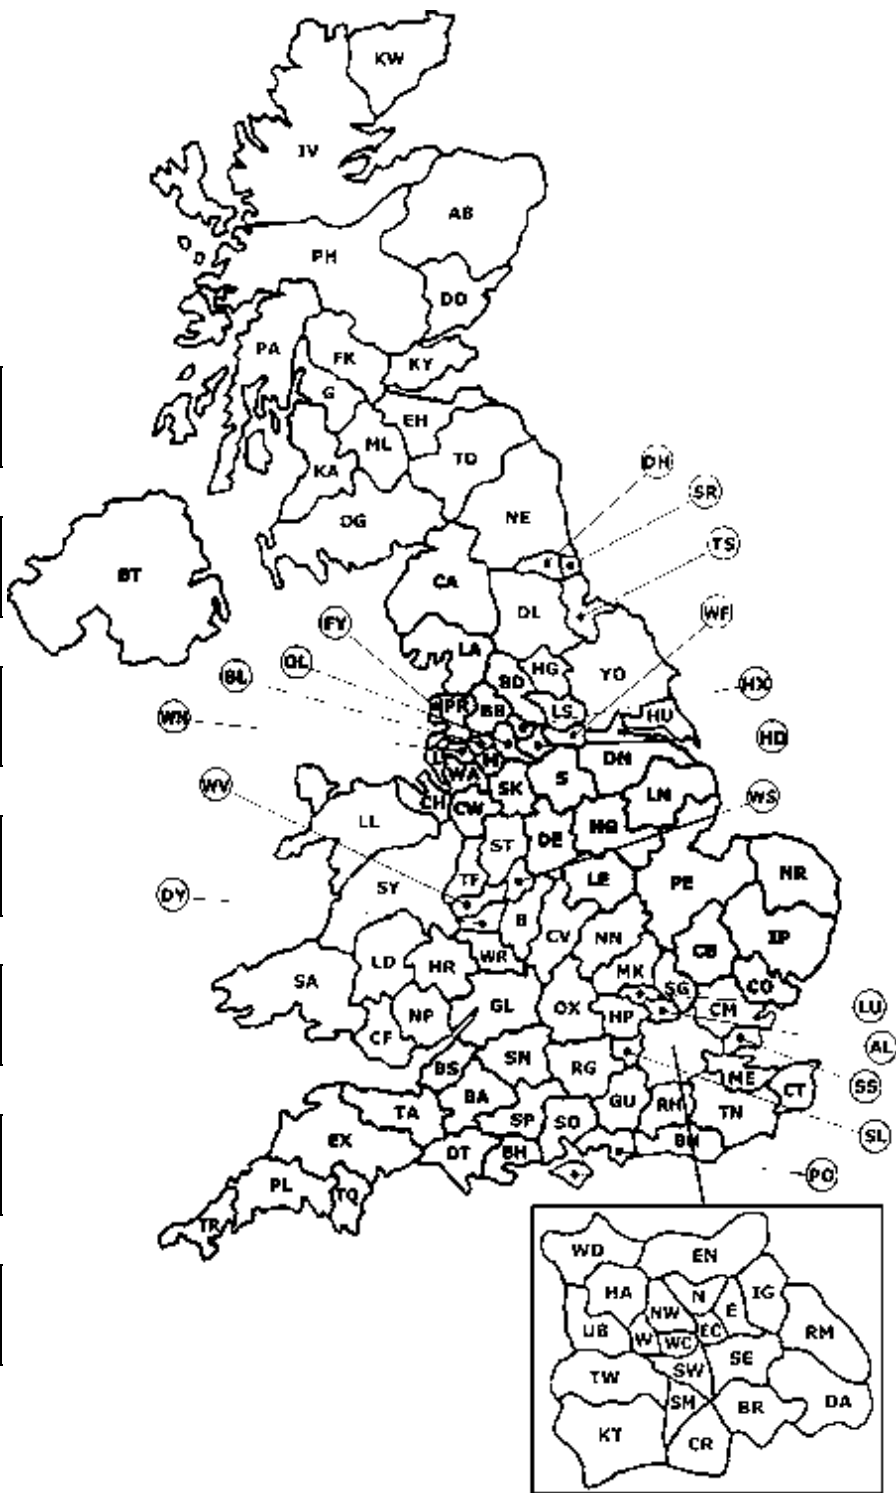 KW
IV
AB
PH
DD
PA
FK
KY
G
EH
ML
TD
KA
DH
SR
DG
NE
TS
BT
CA
DL
WF
FY
LA
HG
YO
OL
BL
BD
HX
PR
BB
LS
HU
WN
HD
L
M
DN
WA
S
SK
WV
CH
CW
LN
WS
LL
ST
DE
NG
TF
LE
PE
NR
SY
DY
B
CV
NN
IP
CB
WR
LD
HR
MK
SA
SG
CO
NP
GL
OX
HP
CM
LU
CF
AL
SN
BS
RG
ME
CT
SS
BA
GU
RH
TN
TA
SP
SO
SL
EX
DT
BH
BN
PO
PL
TQ
TR
WD
EN
HA
N
IG
NW
E
UB
W
WC
EC
RM
SE
TW
SW
SM
BR
DA
KT
CR